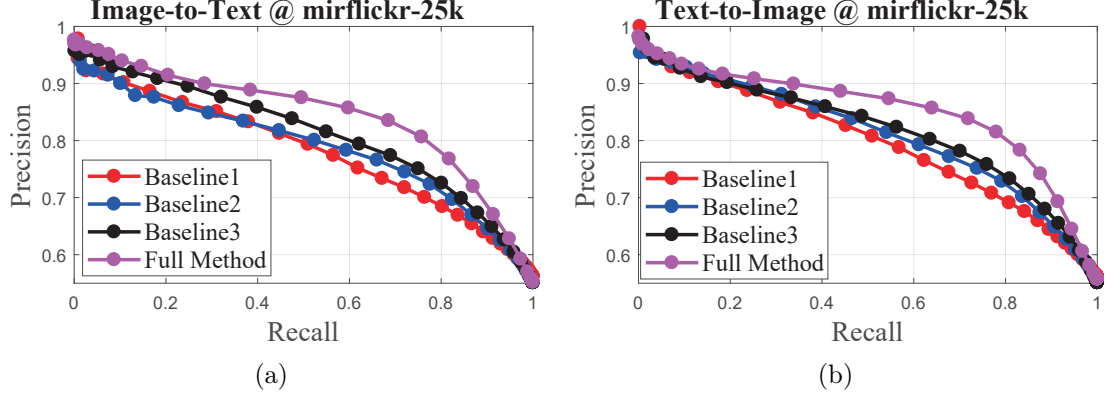 Image-to-Text @ mirflickr-25k
1
0.9
0.8
0.7
0.6
Precision
Baseline1
Baseline2
Baseline3
Full Method
0 0.2 0.4 0.6 0.8 1
Recall
(a)
Text-to-Image @ mirflickr-25k
1
0.9
0.8
0.7
0.6
Precision
Baseline1
Baseline2
Baseline3
Full Method
0 0.2 0.4 0.6 0.8 1
Recall
(b)